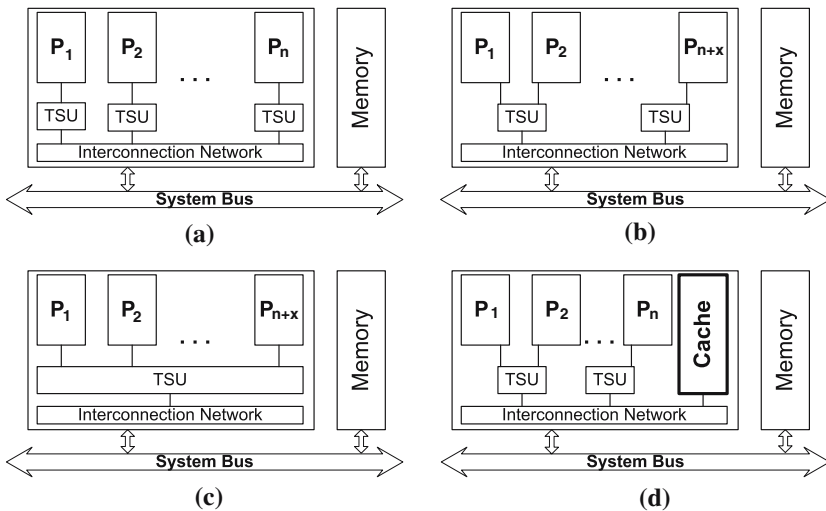 P1 P2 . . . Pn Memory
TSU TSU TSU
Interconnection Network
System Bus
(a)
P1 P2 . . . Pn+x Memory
TSU TSU
Interconnection Network
System Bus
(b)
P1 P2 . . . Pn+x Memory
TSU
Interconnection Network
System Bus
(c)
P1 P2 . . . Pn Cache Memory
TSU TSU
Interconnection Network
System Bus
(d)